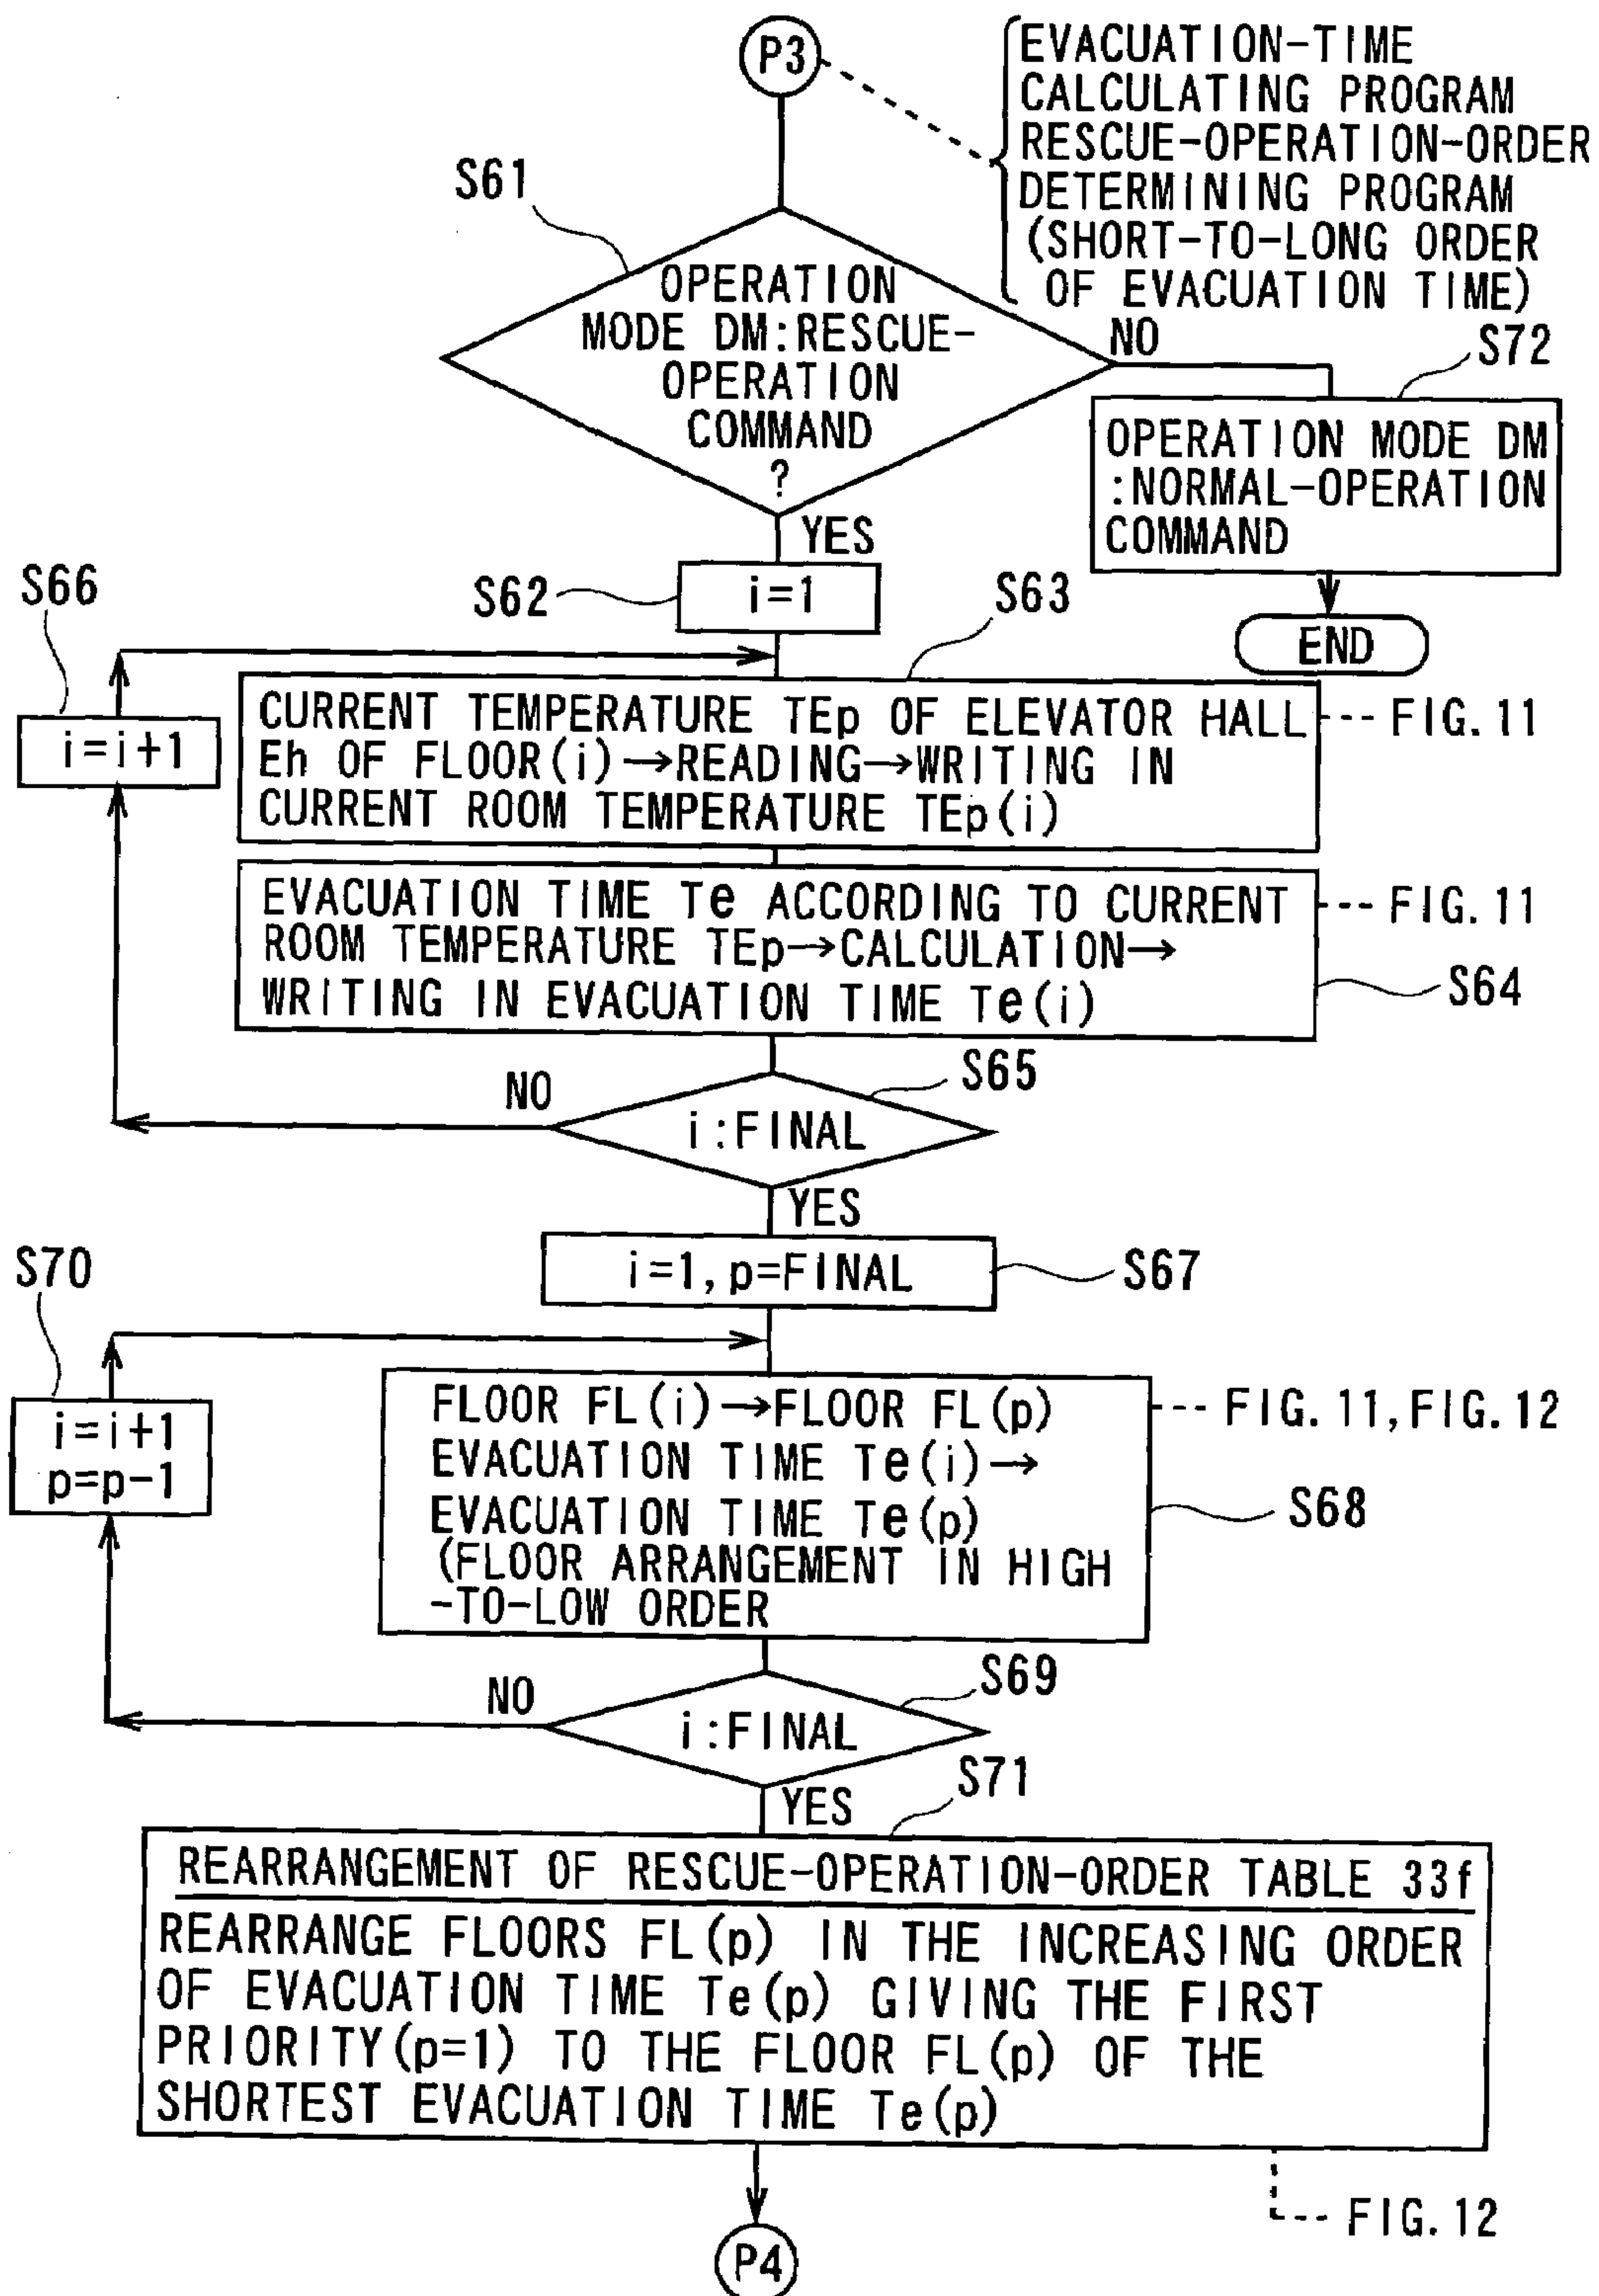 P3
EVACUATION-TIME
CALCULATING PROGRAM
RESCUE-OPERATION-ORDER
DETERMINING PROGRAM
(SHORT-TO-LONG ORDER
OF EVACUATION TIME)
S61
OPERATION
MODE DM:RESCUE-
OPERATION
COMMAND
?
NO
S72
OPERATION MODE DM
:NORMAL-OPERATION
COMMAND
END
YES
S62
i=1
S63
S66
i=i+1
CURRENT TEMPERATURE TEp OF ELEVATOR HALL
Eh OF FLOOR(i)→READING→WRITING IN
CURRENT ROOM TEMPERATURE TEp(i)
FIG. 11
EVACUATION TIME Te ACCORDING TO CURRENT
ROOM TEMPERATURE TEp→CALCULATION→
WRITING IN EVACUATION TIME Te(i)
FIG. 11
S64
S65
NO
i:FINAL
YES
i=1, p=FINAL
S67
S70
i=i+1
p=p-1
FLOOR FL(i)→FLOOR FL(p)
EVACUATION TIME Te(i)→
EVACUATION TIME Te(p)
(FLOOR ARRANGEMENT IN HIGH
-TO-LOW ORDER
FIG. 11, FIG. 12
S68
S69
NO
i:FINAL
YES
S71
REARRANGEMENT OF RESCUE-OPERATION-ORDER TABLE 33f
REARRANGE FLOORS FL(p) IN THE INCREASING ORDER
OF EVACUATION TIME Te(p) GIVING THE FIRST
PRIORITY(p=1) TO THE FLOOR FL(p) OF THE
SHORTEST EVACUATION TIME Te(p)
FIG. 12
P4